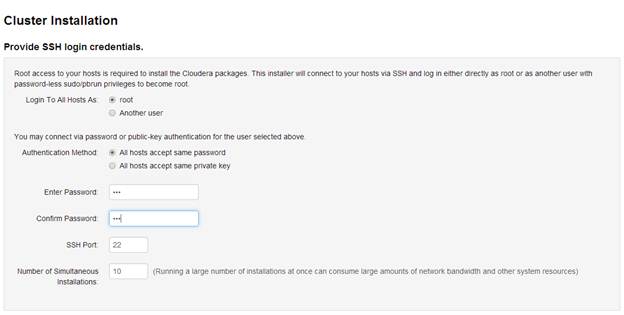 Cluster Installation
Provide SSH login credentials.
Root access to your hosts is required to install the Cloudera packages. This installer will connect to your hosts via SSH and log in either directly as root or as another user with
password-less sudo/pbrun privileges to become root.
Login To All Hosts As: root
Another user
You may connect via password or public-key authentication for the user selected above.
Authentication Method: All hosts accept same password
All hosts accept same private key
Enter Password: •••
Confirm Password: •••
SSH Port: 22
Number of Simultaneous 10 (Running a large number of installations at once can consume large amounts of network bandwidth and other system resources)
Installations: